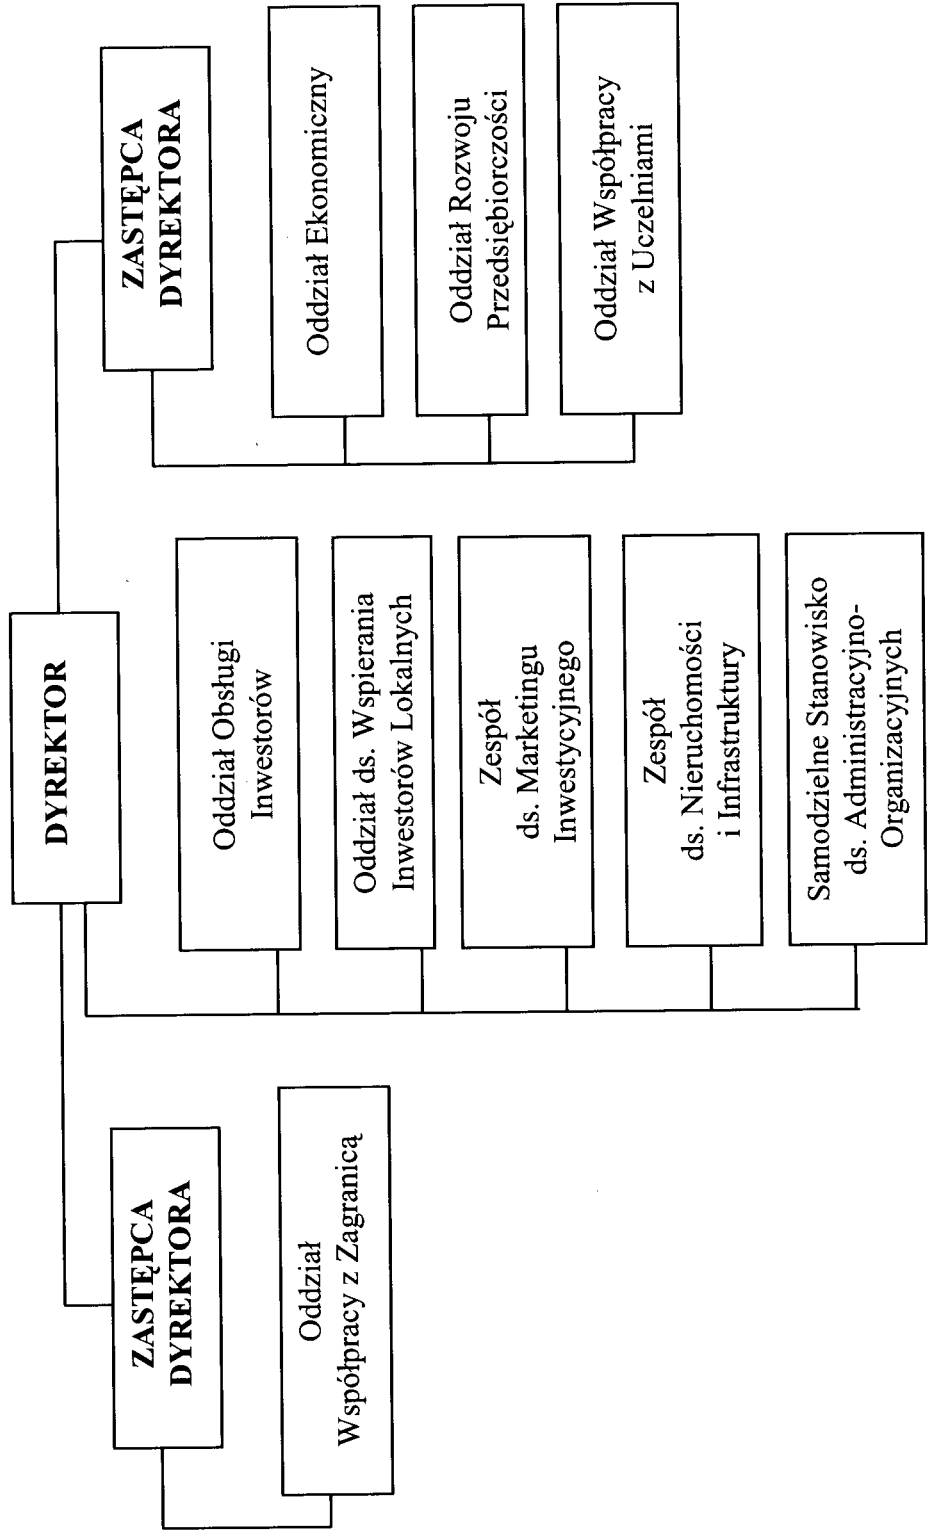 DYREKTOR
ZASTĘPCA
DYREKTORA
Oddział
Współpracy z Zagranicą
Oddział Obsługi
Inwestorów
Oddział ds. Wspierania
Inwestorów Lokalnych
Zespół
ds. Marketingu
Inwestycyjnego
Zespół
ds. Nieruchomości
i Infrastruktury
Samodzielne Stanowisko
ds. Administracyjno-
Organizacyjnych
ZASTĘPCA
DYREKTORA
Oddział Ekonomiczny
Oddział Rozwoju
Przedsiębiorczości
Oddział Współpracy
z Uczelniami